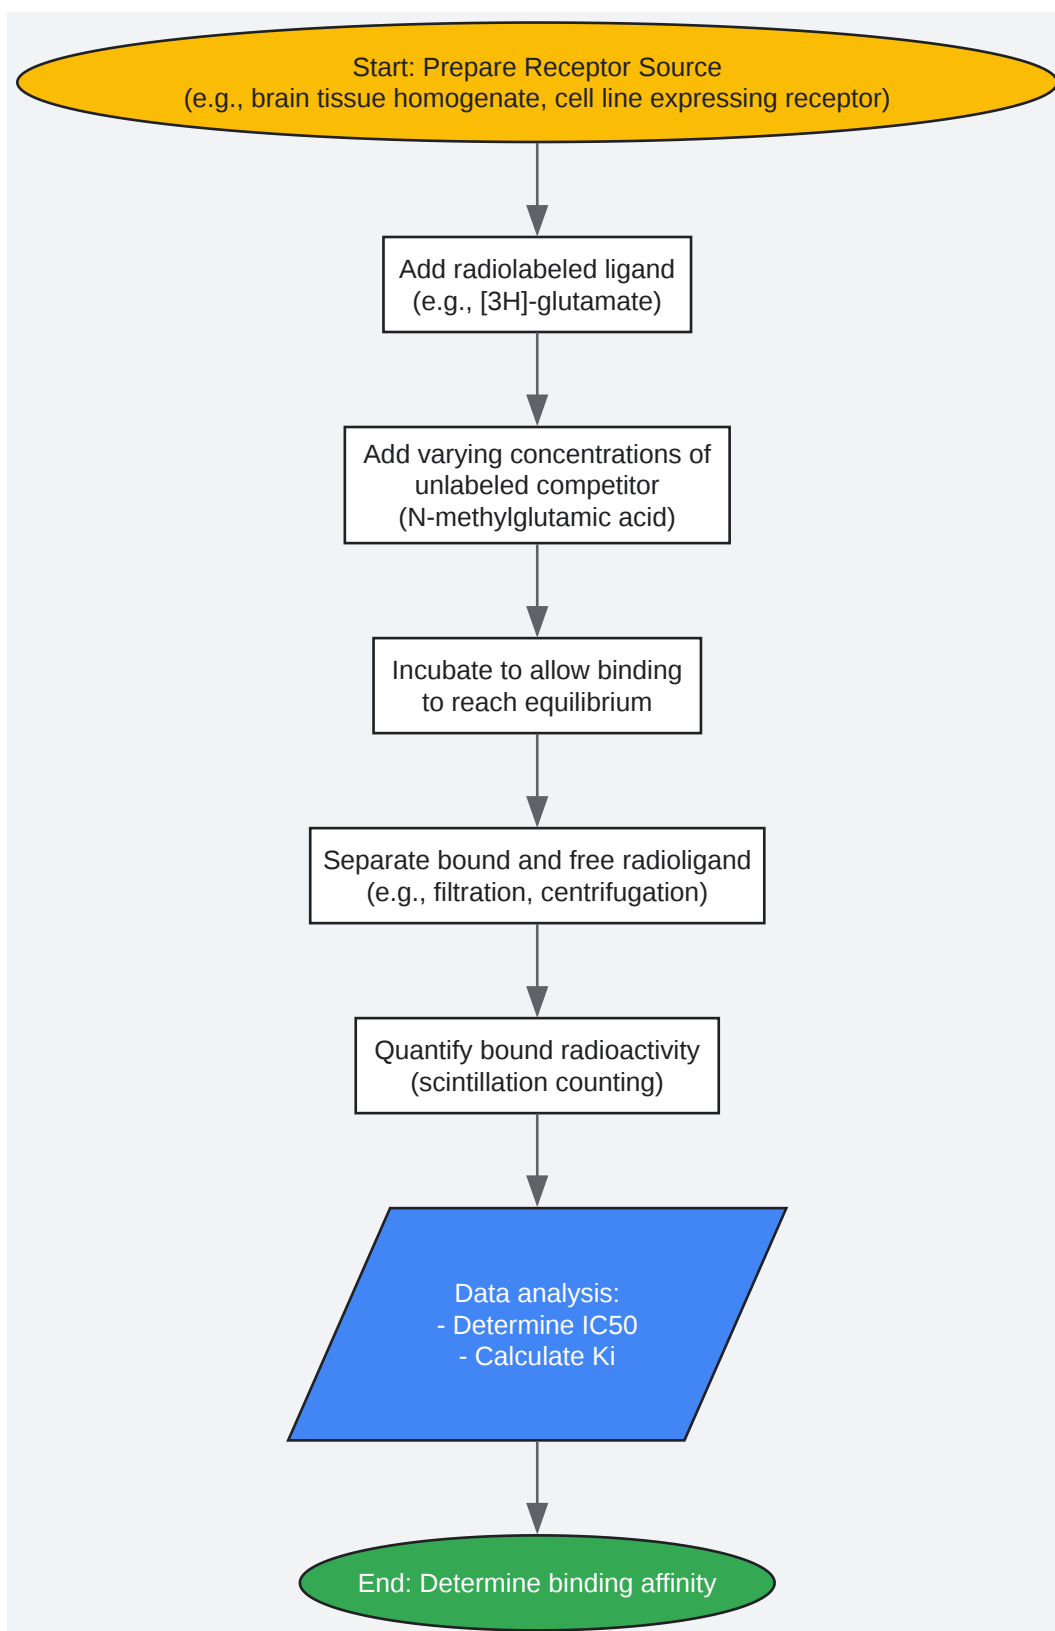 Start: Prepare Receptor Source
(e.g., brain tissue homogenate, cell line expressing receptor)
Add radiolabeled ligand
(e.g., [3H]-glutamate)
Add varying concentrations of
unlabeled competitor
(N-methylglutamic acid)
Incubate to allow binding
to reach equilibrium
Separate bound and free radioligand
(e.g., filtration, centrifugation)
Quantify bound radioactivity
(scintillation counting)
Data analysis:
- Determine IC50
- Calculate Ki
End: Determine binding affinity